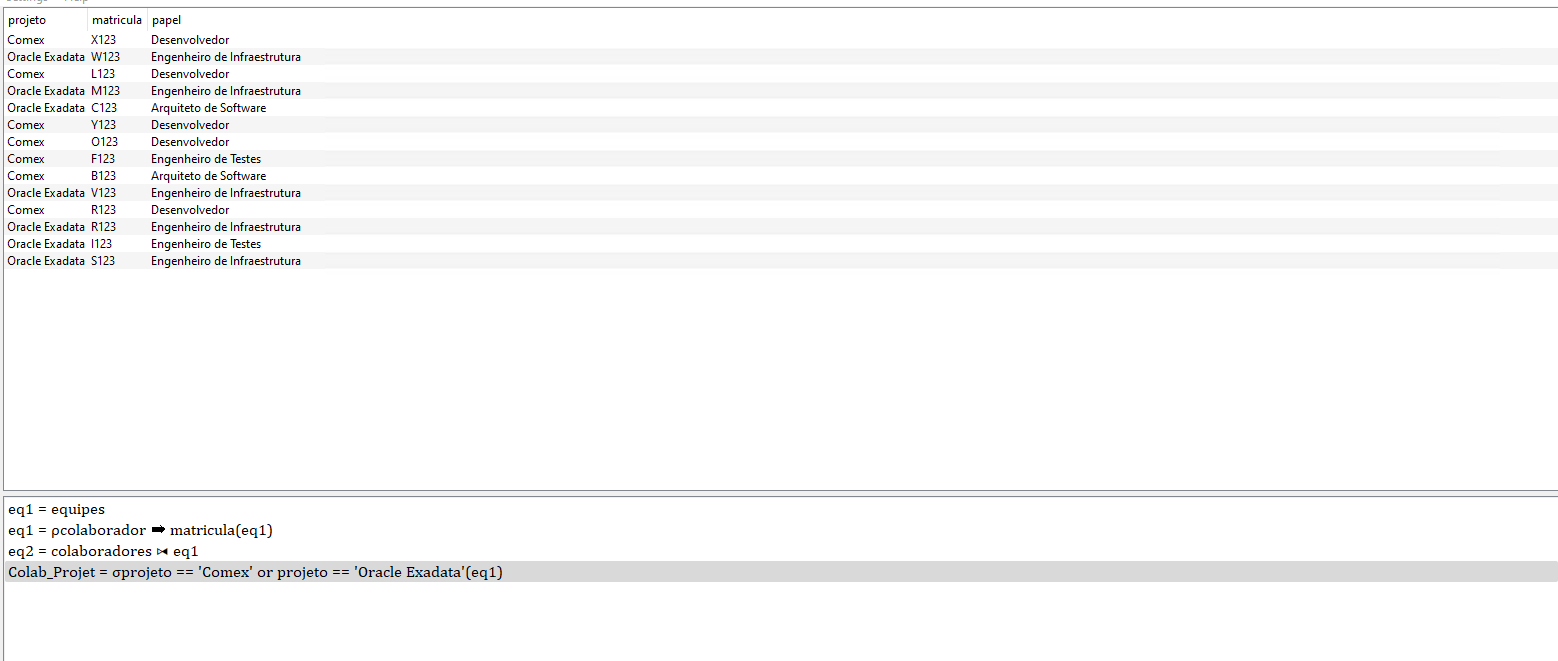 projeto matricula papel
Comex X123 Desenvolvedor
Oracle Exadata W123 Engenheiro de Infraestrutura
Comex L123 Desenvolvedor
Oracle Exadata M123 Engenheiro de Infraestrutura
Oracle Exadata C123 Arquiteto de Software
Comex Y123 Desenvolvedor
Comex O123 Desenvolvedor
Comex F123 Engenheiro de Testes
Comex B123 Arquiteto de Software
Oracle Exadata V123 Engenheiro de Infraestrutura
Comex R123 Desenvolvedor
Oracle Exadata R123 Engenheiro de Infraestrutura
Oracle Exadata I123 Engenheiro de Testes
Oracle Exadata S123 Engenheiro de Infraestrutura
eq1 = equipes
eq1 = ρcolaborador ➡ matricula(eq1)
eq2 = colaboradores ⋈ eq1
Colab_Projet = σprojeto == 'Comex' or projeto == 'Oracle Exadata'(eq1)